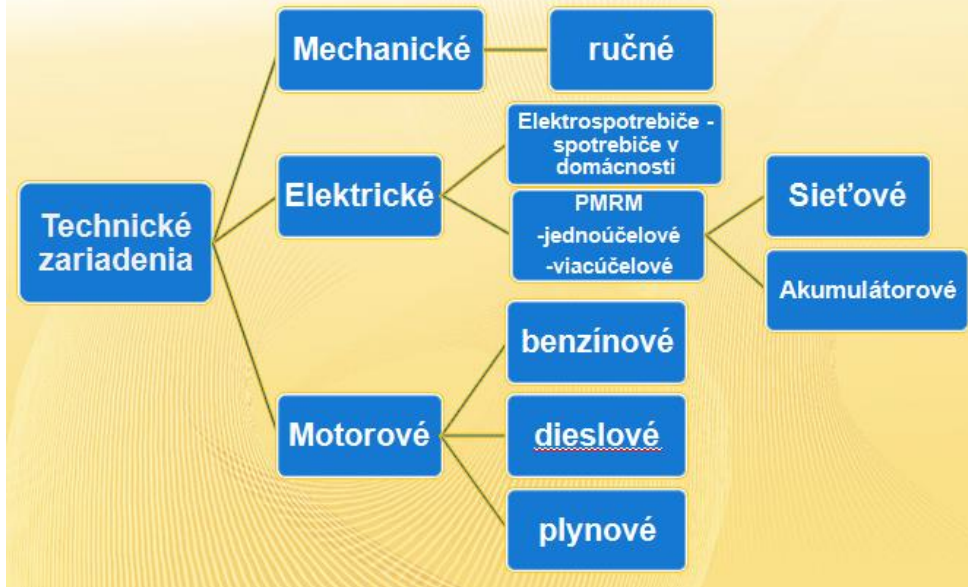 Technické
zariadenia
Mechanické
ručné
Elektrické
Elektrospotrebiče -
spotrebiče v
domácnosti
PMRM
-jednoúčelové
-viacúčelové
Sieťové
Akumulátorové
Motorové
benzínové
dieslové
plynové